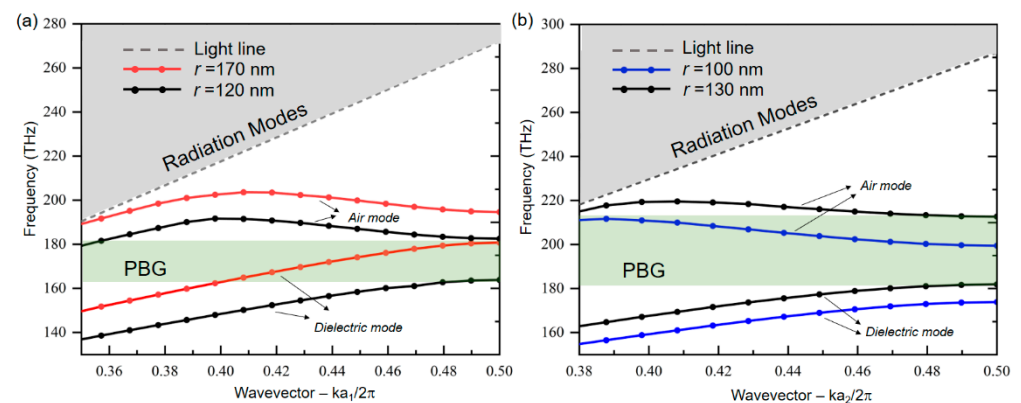 (a)
280
260
240
220
200
180
160
140
Frequency (THz)
Light line
r =170 nm
r =120 nm
Radiation Modes
Air mode
PBG
Dielectric mode
0.36 0.38 0.40 0.42 0.44 0.46 0.48 0.50
Wavevector – ka₁/2π
(b)
300
280
260
240
220
200
180
160
Frequency (THz)
Light line
r =100 nm
r =130 nm
Radiation Modes
Air mode
PBG
Dielectric mode
0.38 0.40 0.42 0.44 0.46 0.48 0.50
Wavevector – ka₂/2π